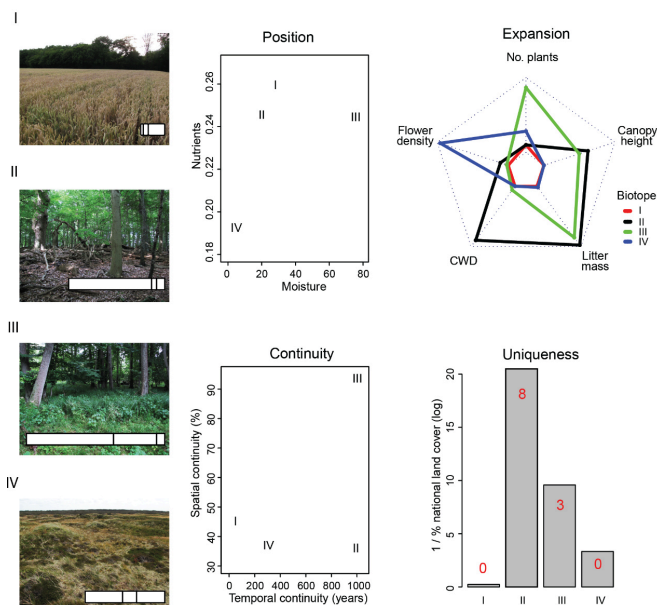 I
II
III
IV
Position
Nutrients
0.18 0.20 0.22 0.24 0.26
I
II
III
IV
0 20 40 60 80
Moisture
Expansion
No. plants
Flower
density
Canopy
height
CWD
Litter
mass
Biotope
I
II
III
IV
Continuity
Spatial continuity (%)
30 40 50 60 70 80 90
III
I
IV
II
0 200 400 600 800 1000
Temporal continuity (years)
Uniqueness
1 / % national land cover (log)
0 5 10 15 20
0
8
3
0
I II III IV